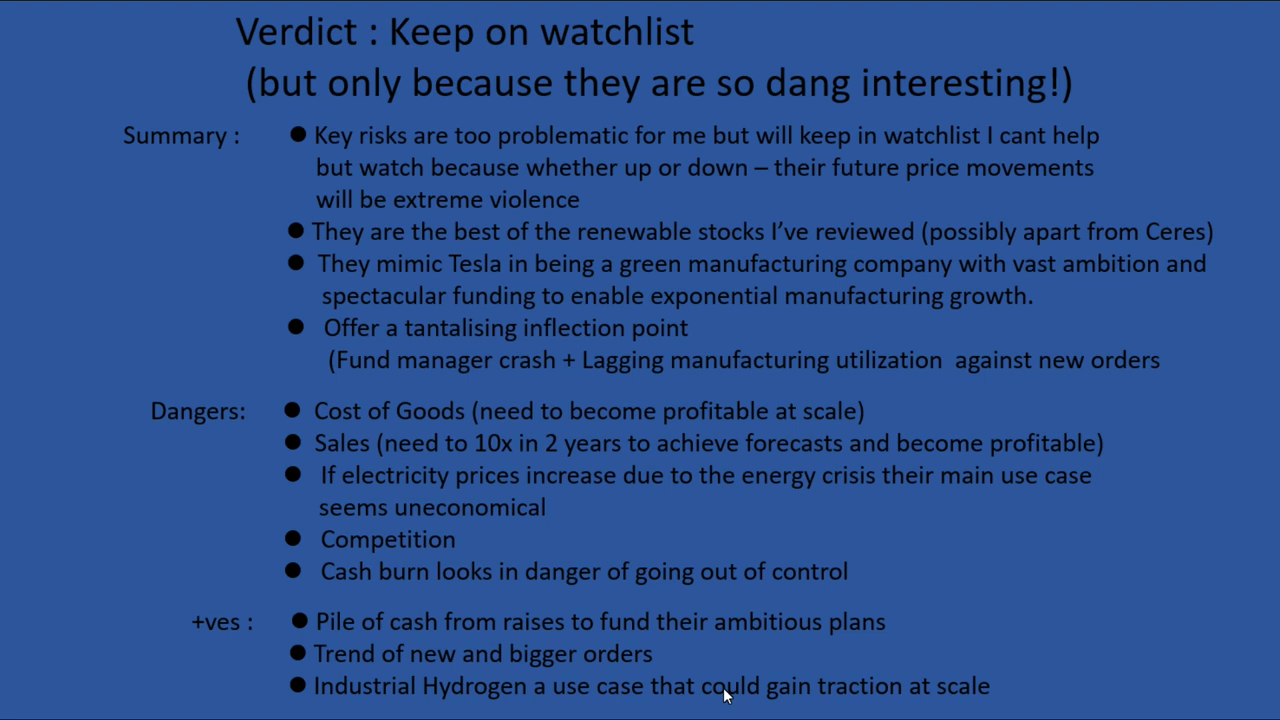 Verdict : Keep on watchlist
(but only because they are so dang interesting!)
Summary : ● Key risks are too problematic for me but will keep in watchlist I cant help
but watch because whether up or down – their future price movements
will be extreme violence
● They are the best of the renewable stocks I’ve reviewed (possibly apart from Ceres)
● They mimic Tesla in being a green manufacturing company with vast ambition and
spectacular funding to enable exponential manufacturing growth.
● Offer a tantalising inflection point
(Fund manager crash + Lagging manufacturing utilization against new orders
Dangers: ● Cost of Goods (need to become profitable at scale)
● Sales (need to 10x in 2 years to achieve forecasts and become profitable)
● If electricity prices increase due to the energy crisis their main use case
seems uneconomical
● Competition
● Cash burn looks in danger of going out of control
+ves : ● Pile of cash from raises to fund their ambitious plans
● Trend of new and bigger orders
● Industrial Hydrogen a use case that could gain traction at scale